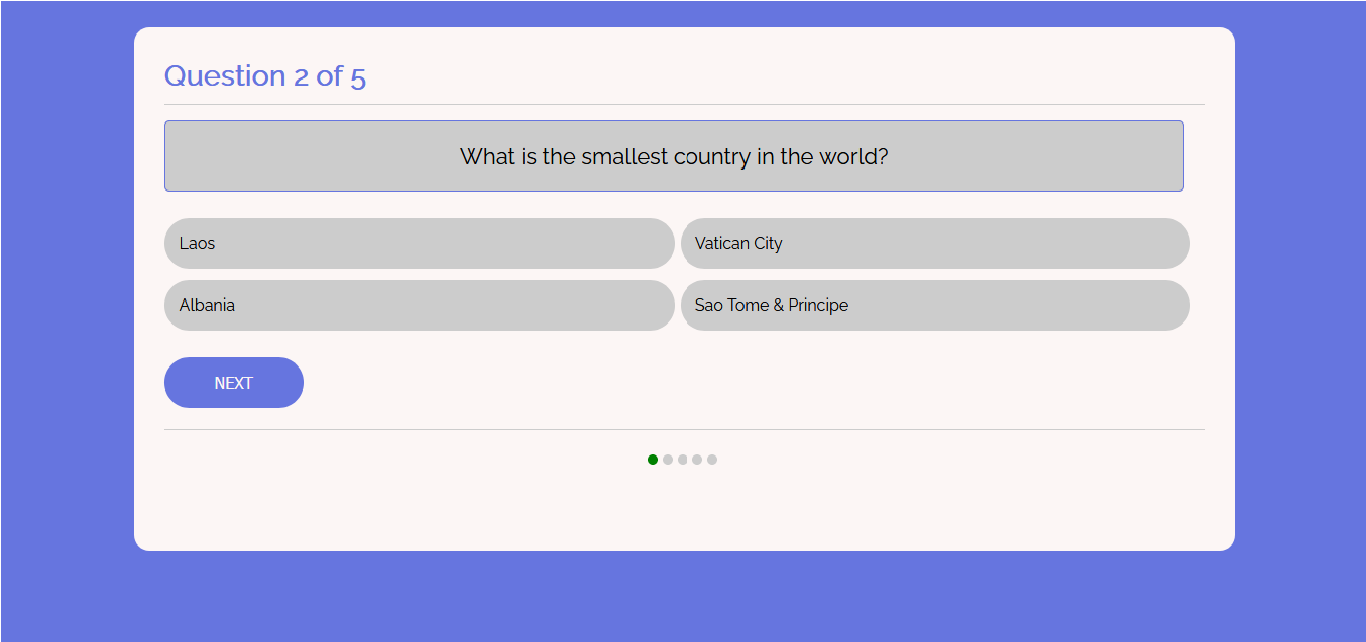 Question 2 of 5
What is the smallest country in the world?
Laos
Vatican City
Albania
Sao Tome & Principe
NEXT